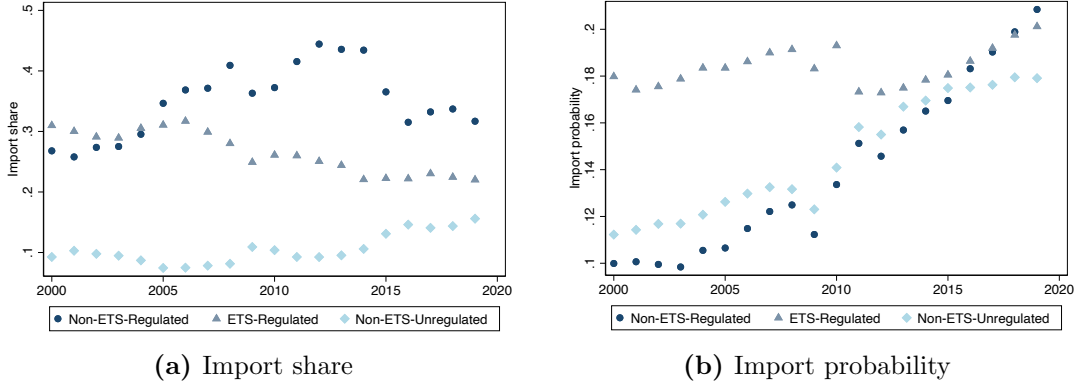 .5
.4
.3
.2
.1
Import share
2000 2005 2010 2015 2020
Non-ETS-Regulated ETS-Regulated Non-ETS-Unregulated
(a) Import share
.2
.18
.16
.14
.12
.1
Import probability
2000 2005 2010 2015 2020
Non-ETS-Regulated ETS-Regulated Non-ETS-Unregulated
(b) Import probability